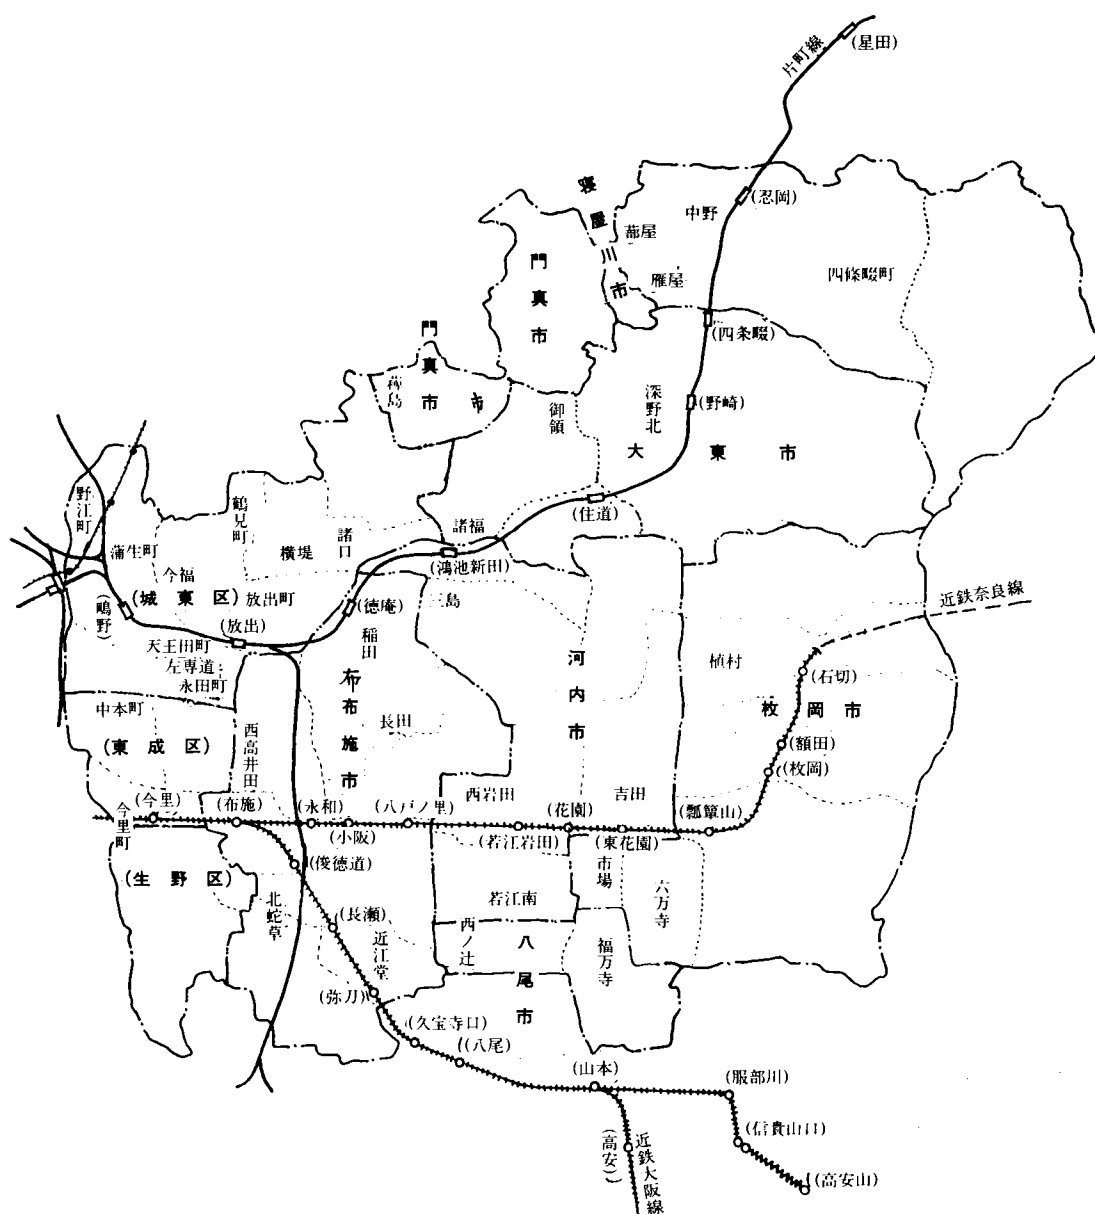 (星田)
片町線
(忍岡)
中野
寝屋市
蔀屋
雁屋
四條畷町
門真市
(四条畷)
門真市
市
御領
深野北
(野崎)
大東市
野江町
鶴見町
(住道)
諸福
諸口
横堤
蒲生町
今福
(鴻池新田)
(城東区)
放出町
(鴫野)
(放出)
(徳庵)
三島
近鉄奈良線
天王田町
左専道
永田町
稲田
河内市
植村
(石切)
中本町
布布施市
長田
枚岡市
(東成区)
西高井田
(額田)
(枚岡)
西岩田
吉田
(今里)
(布施)
(永和)
(八戸ノ里)
(花園)
(瓢箪山)
今里町
(小阪)
(若江岩田)
(東花園)
(俊徳道)
市場
(生野区)
北蛇草
六万寺
若江南
(長瀬)
近江堂
西ノ辻
八尾市
福万寺
(弥刀)
(久宝寺口)
(八尾)
(山本)
(服部川)
(信貴山口)
(高安)
近鉄大阪線
(高安山)